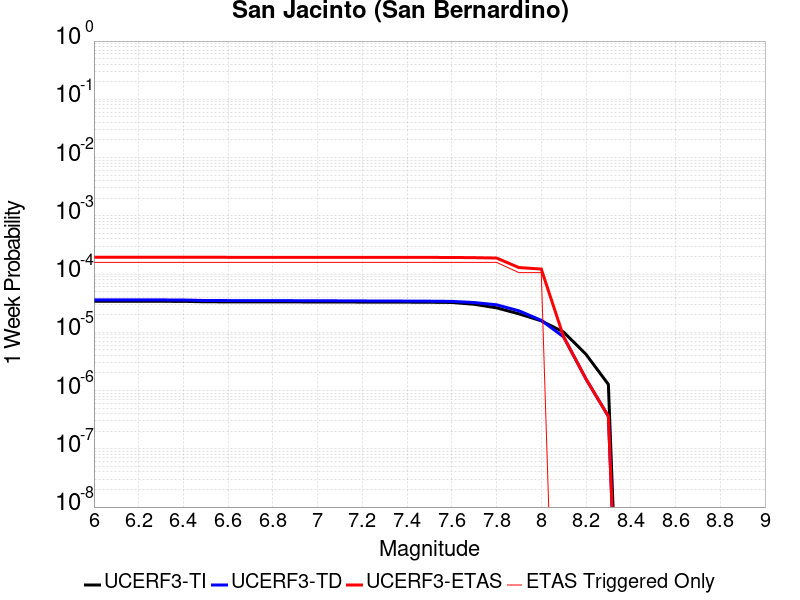 San Jacinto (San Bernardino)
10^0
10^-1
10^-2
10^-3
10^-4
10^-5
10^-6
10^-7
10^-8
1 Week Probability
6 6.2 6.4 6.6 6.8 7 7.2 7.4 7.6 7.8 8 8.2 8.4 8.6 8.8 9
Magnitude
UCERF3-TI UCERF3-TD UCERF3-ETAS ETAS Triggered Only